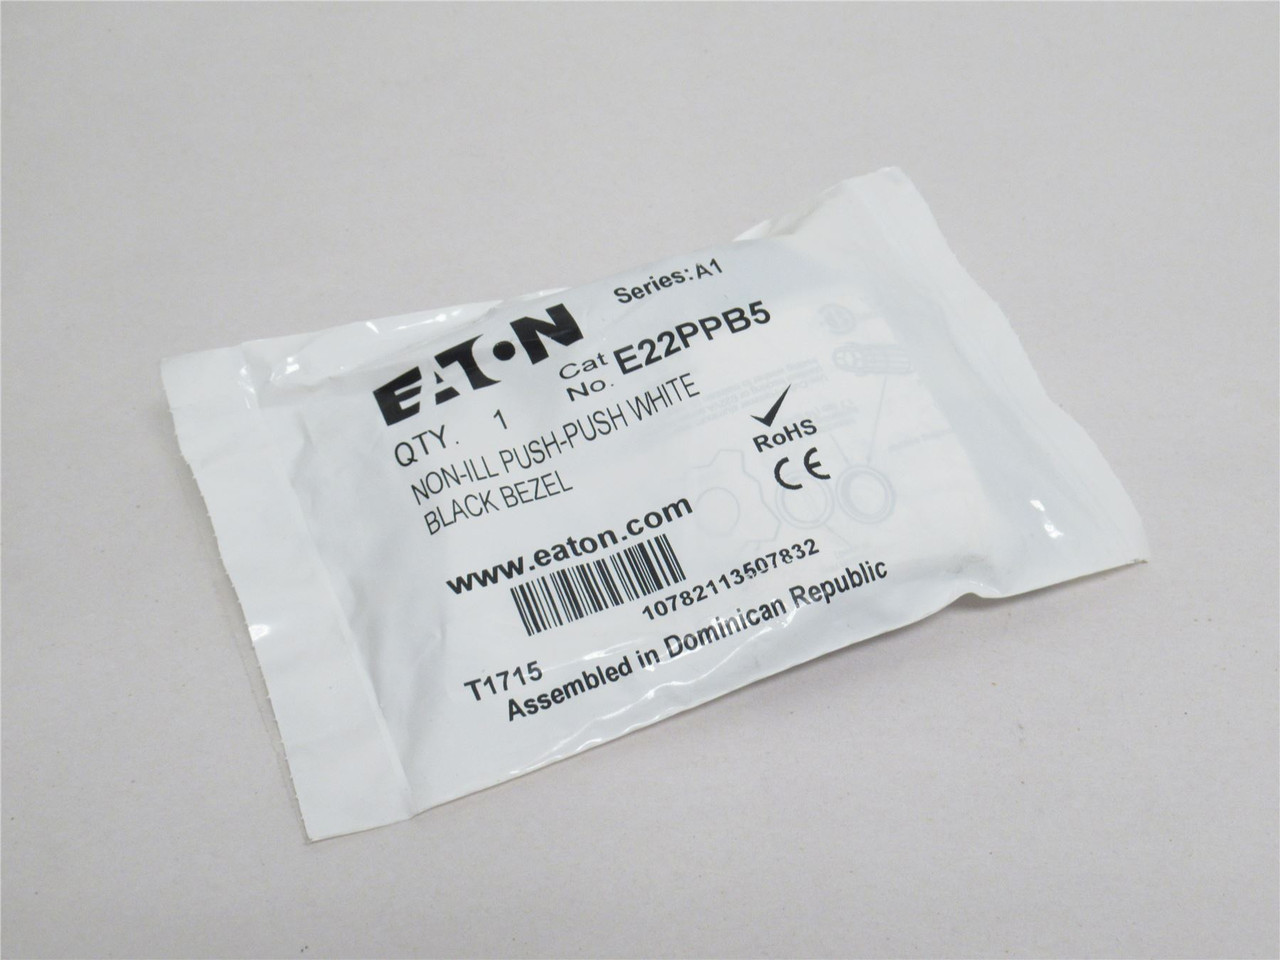 Series: A1
EATON
Cat No. E22PPB5
QTY. 1
NON-ILL PUSH-PUSH WHITE
BLACK BEZEL
RoHS
CE
www.eaton.com
10782113507832
T1715
Assembled in Dominican Republic